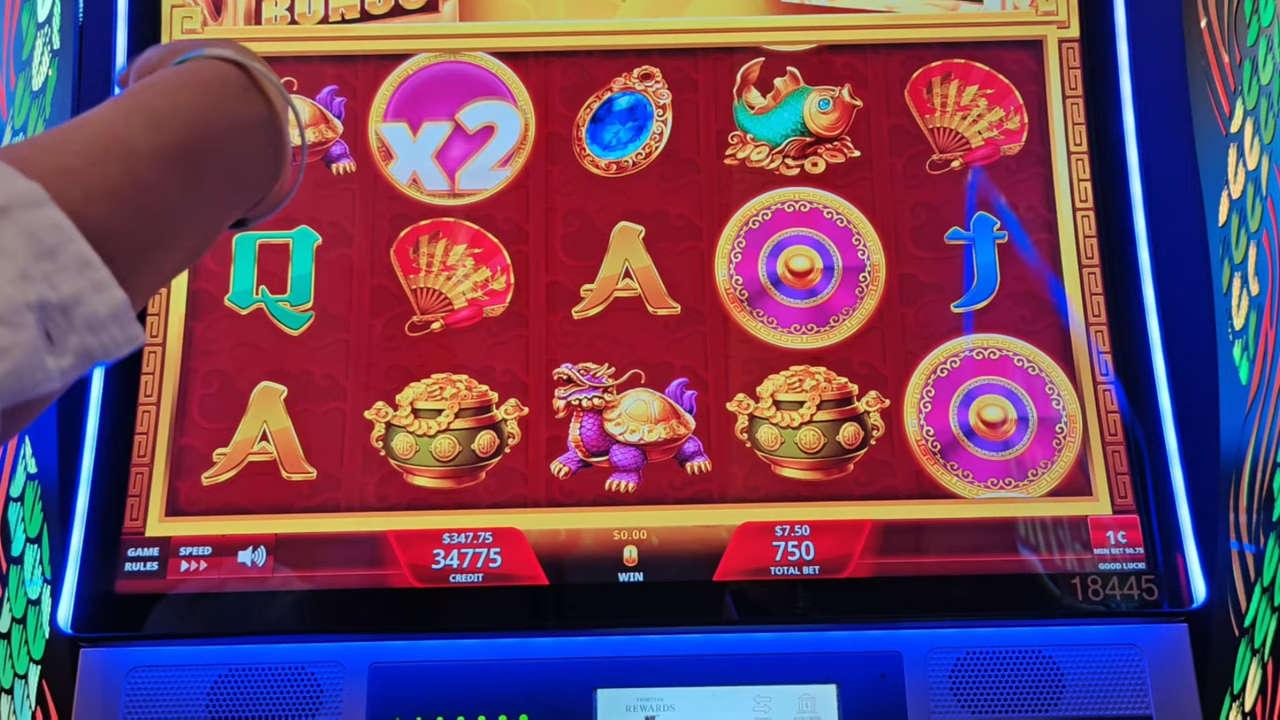 BONUS
x2
Q
A
J
A
GAME
RULES
SPEED
$347.75
34775
CREDIT
$0.00
0
WIN
$7.50
750
TOTAL BET
1¢
MIN BET $0.75
GOOD LUCK!
18445
REWARDS